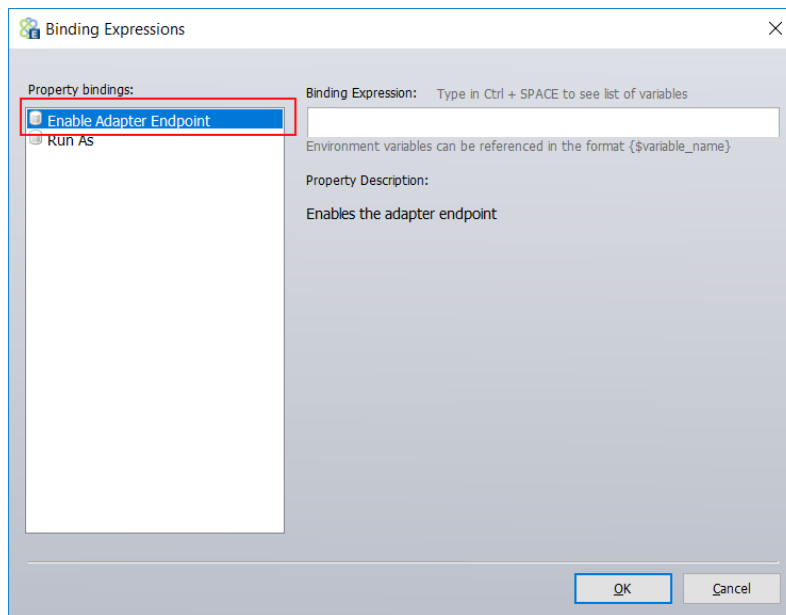 Binding Expressions
Property bindings:
Enable Adapter Endpoint
Run As
Binding Expression: Type in Ctrl + SPACE to see list of variables
Environment variables can be referenced in the format {$variable_name}
Property Description:
Enables the adapter endpoint
OK
Cancel